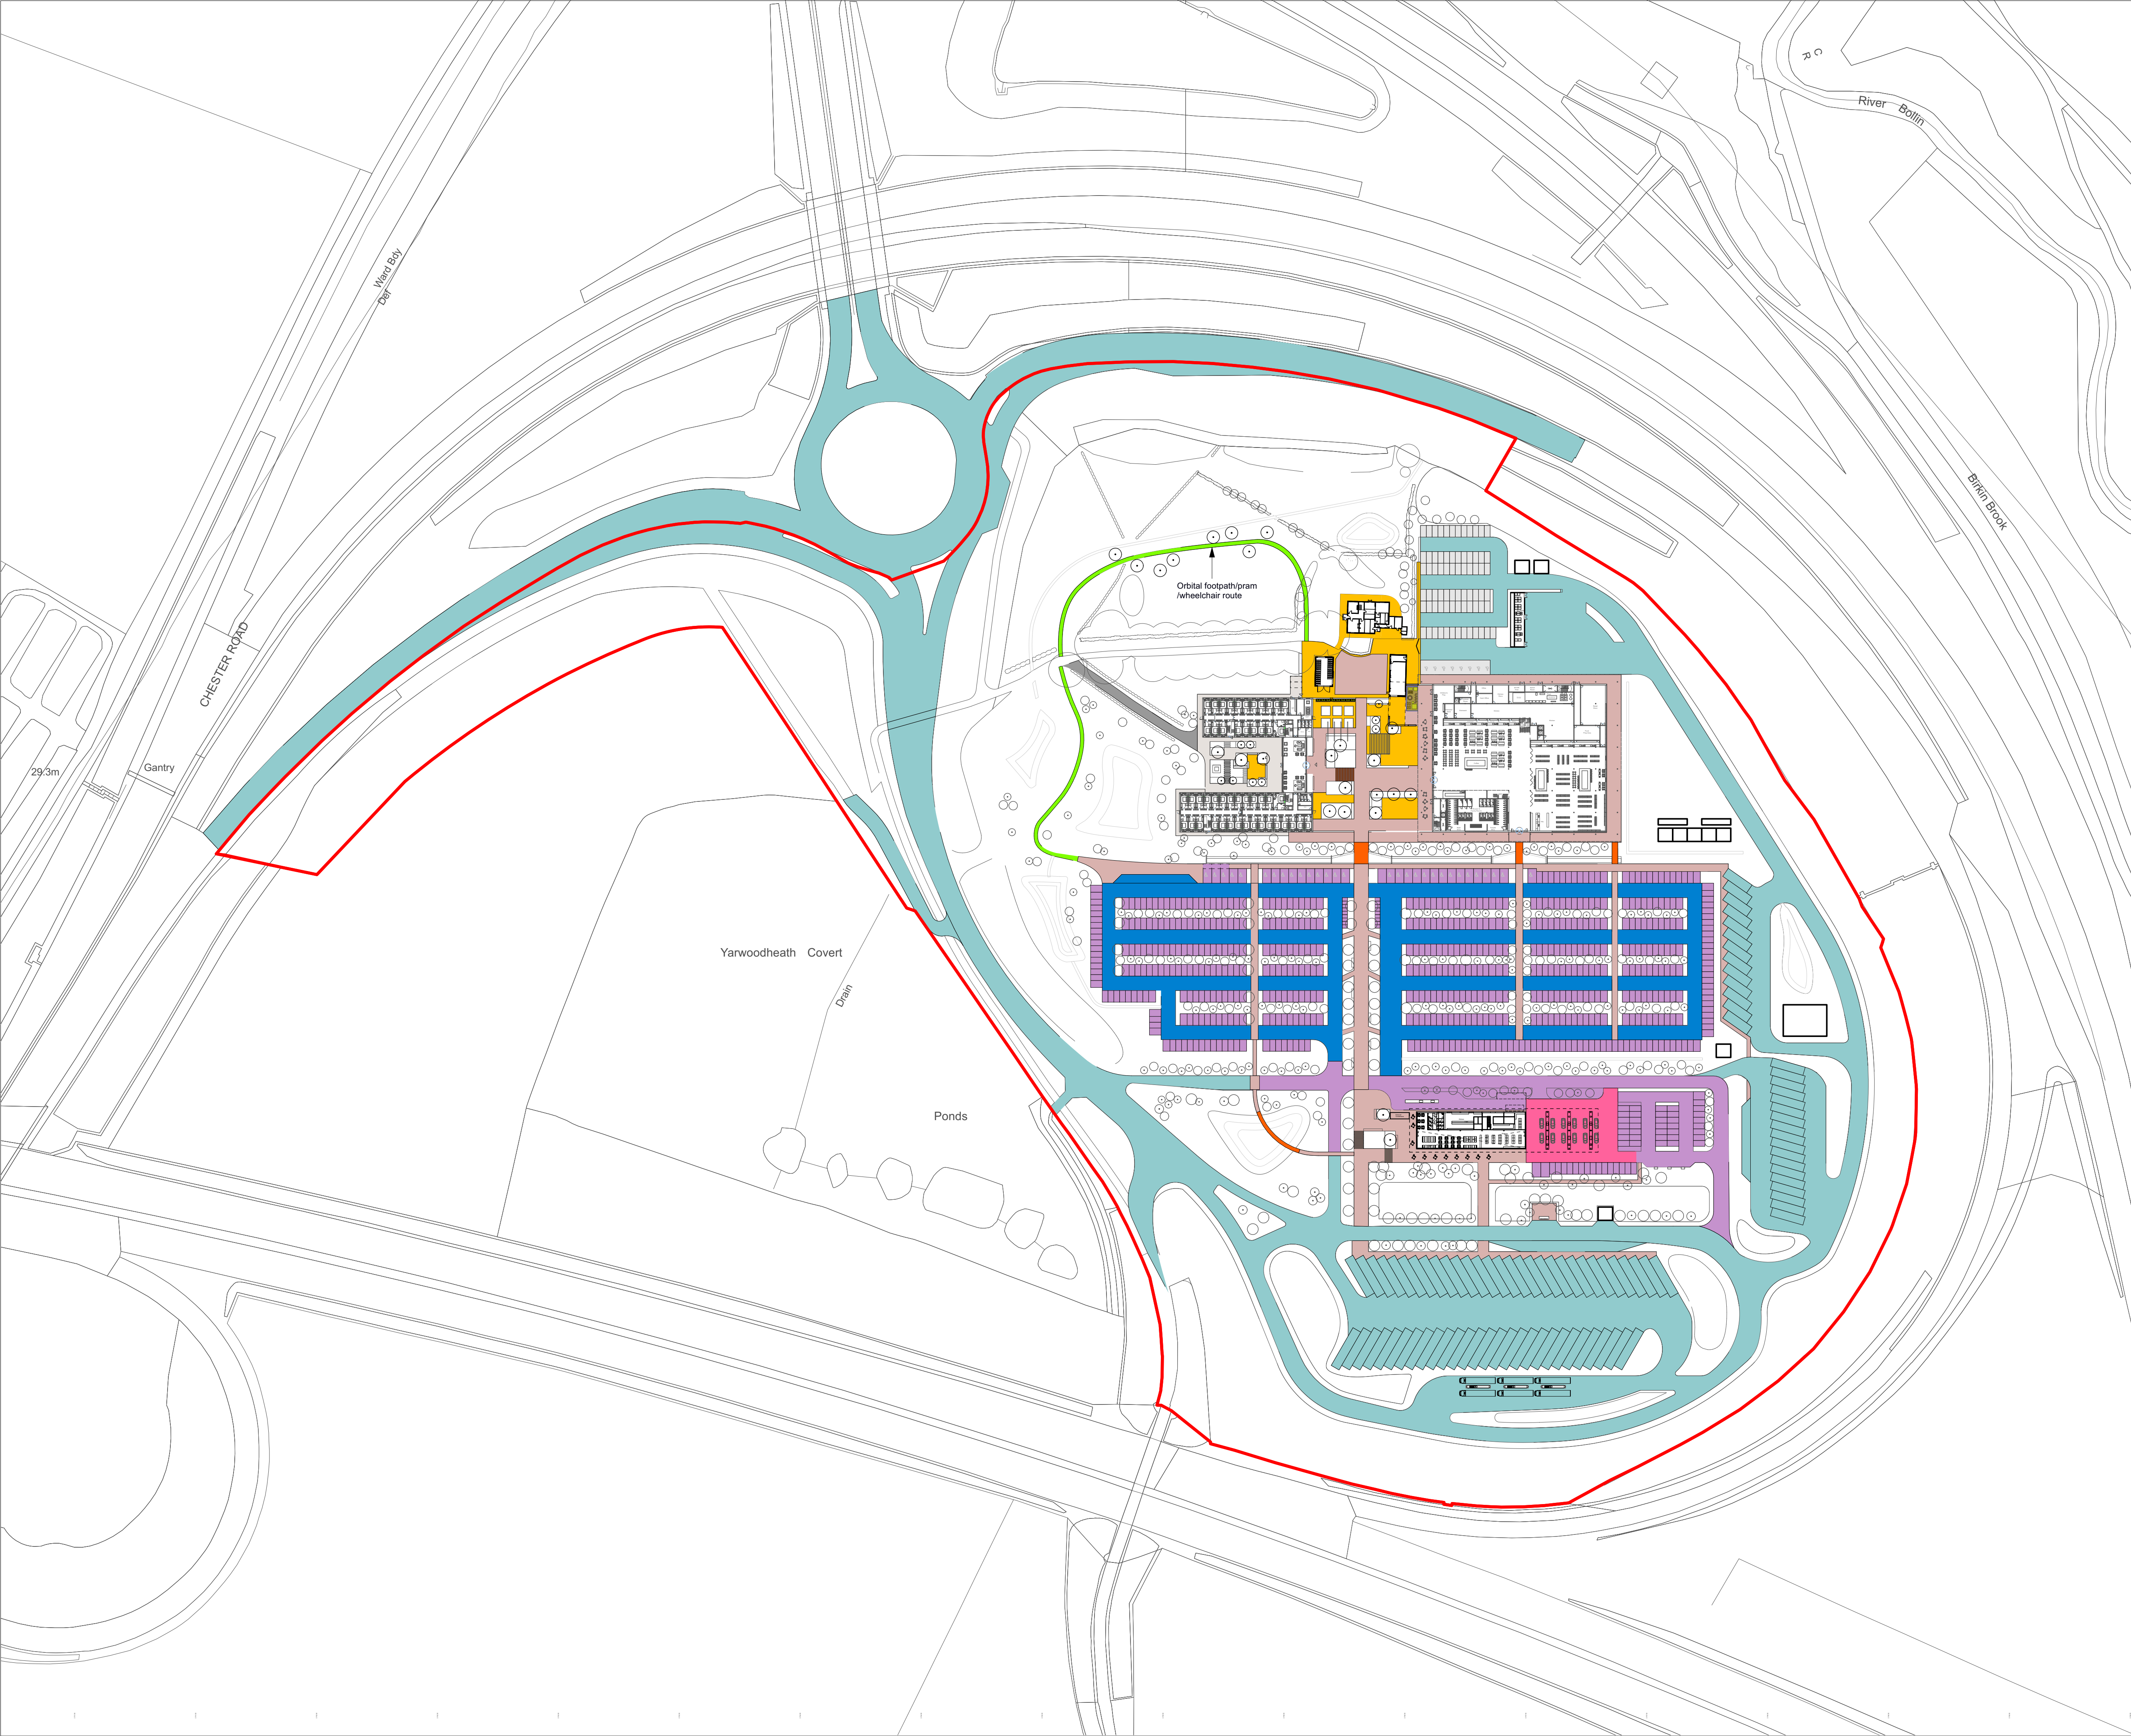 C
R
River Bollin
Ward Bdy
Def
Birkin Brook
Orbital footpath/pram
/wheelchair route
CHESTER ROAD
29.3m
Gantry
Yarwoodheath Covert
Drain
Ponds